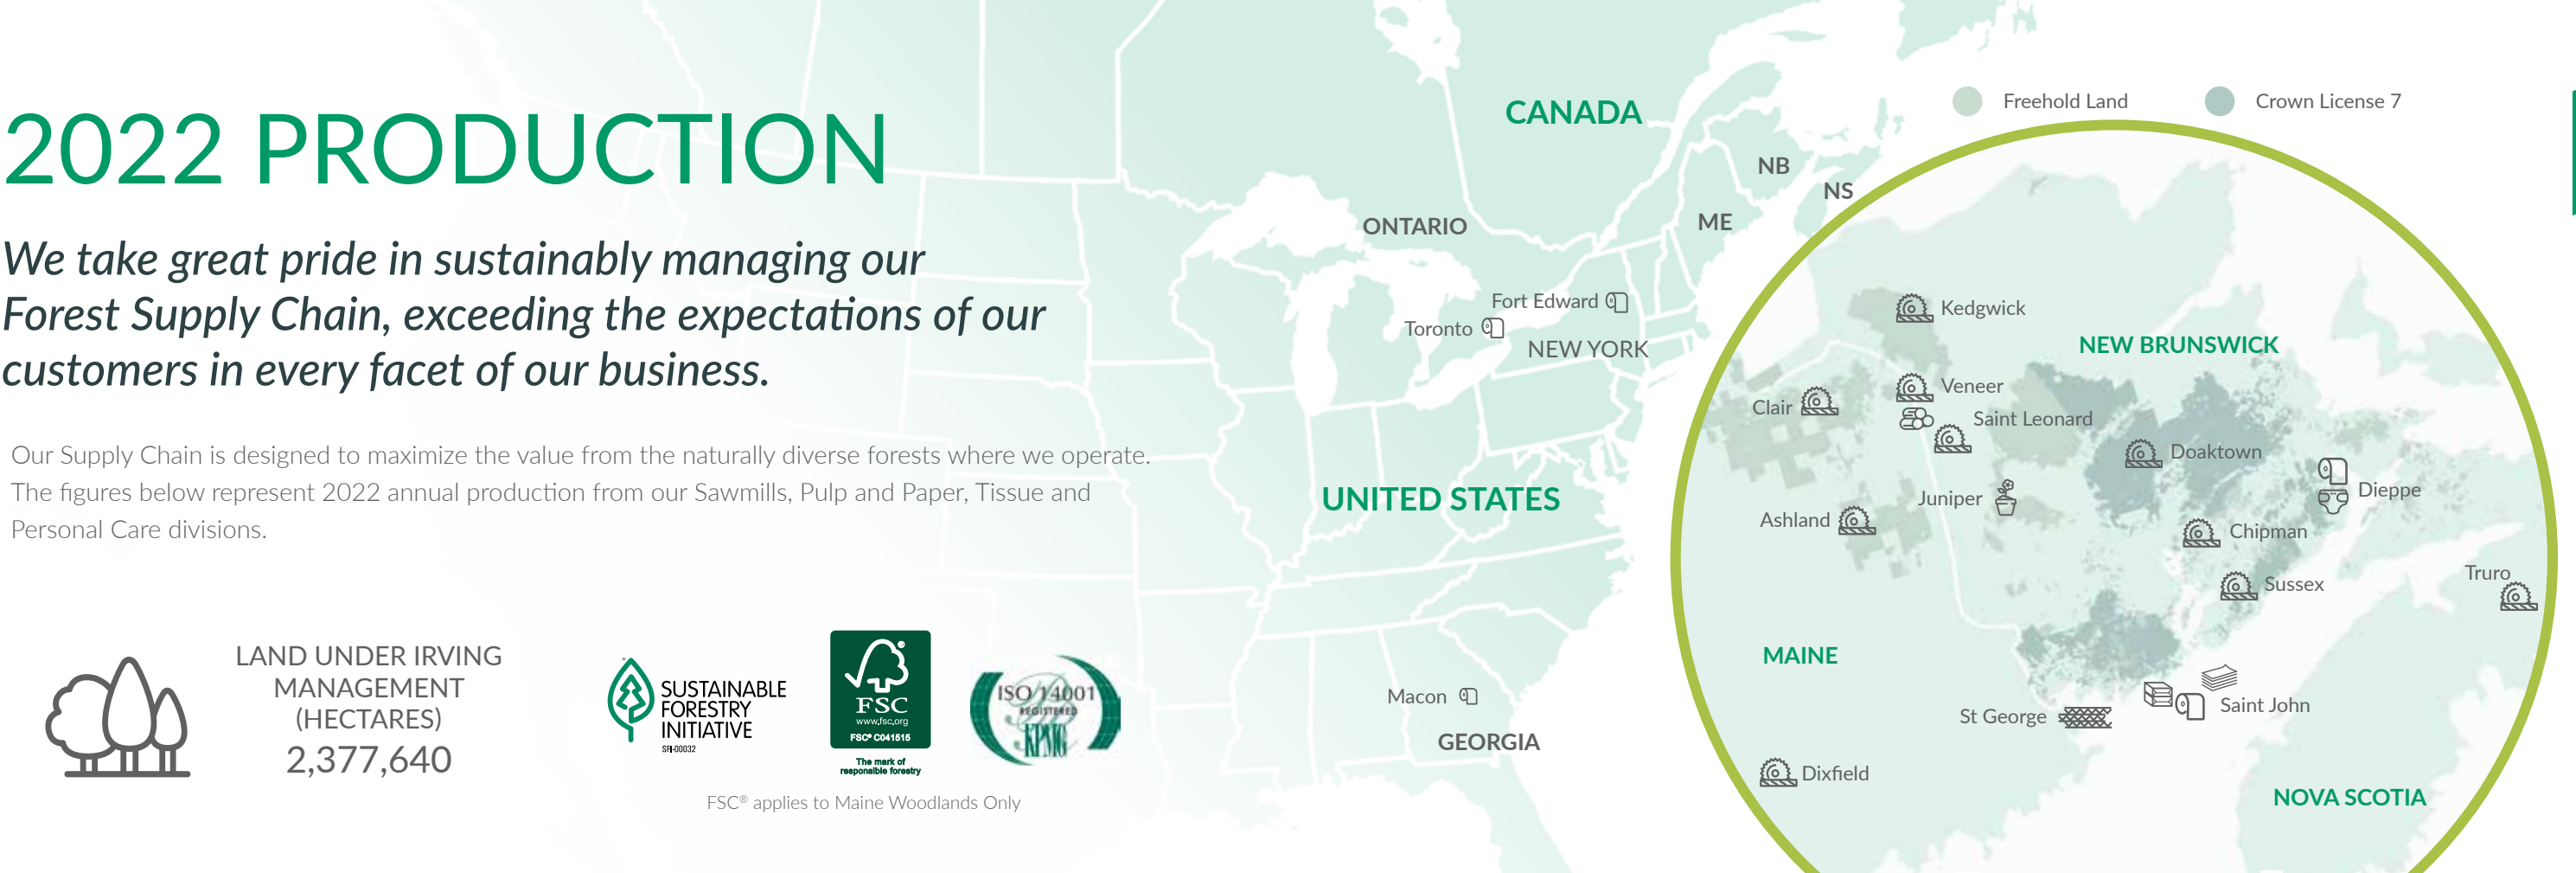 2022 PRODUCTION
We take great pride in sustainably managing our
Forest Supply Chain, exceeding the expectations of our
customers in every facet of our business.
Our Supply Chain is designed to maximize the value from the naturally diverse forests where we operate.
The figures below represent 2022 annual production from our Sawmills, Pulp and Paper, Tissue and
Personal Care divisions.
LAND UNDER IRVING
MANAGEMENT
(HECTARES)
2,377,640
SUSTAINABLE
FORESTRY
INITIATIVE
SFI-00032
FSC
www.fsc.org
FSC® C041515
The mark of
responsible forestry
ISO 14001
REGISTERED
KPMG
FSC® applies to Maine Woodlands Only
CANADA
NB
NS
ME
ONTARIO
Fort Edward
Toronto
NEW YORK
UNITED STATES
Macon
GEORGIA
Freehold Land
Crown License 7
Kedgwick
NEW BRUNSWICK
Veneer
Clair
Saint Leonard
Doaktown
Dieppe
Juniper
Ashland
Chipman
Truro
Sussex
MAINE
Saint John
St George
Dixfield
NOVA SCOTIA